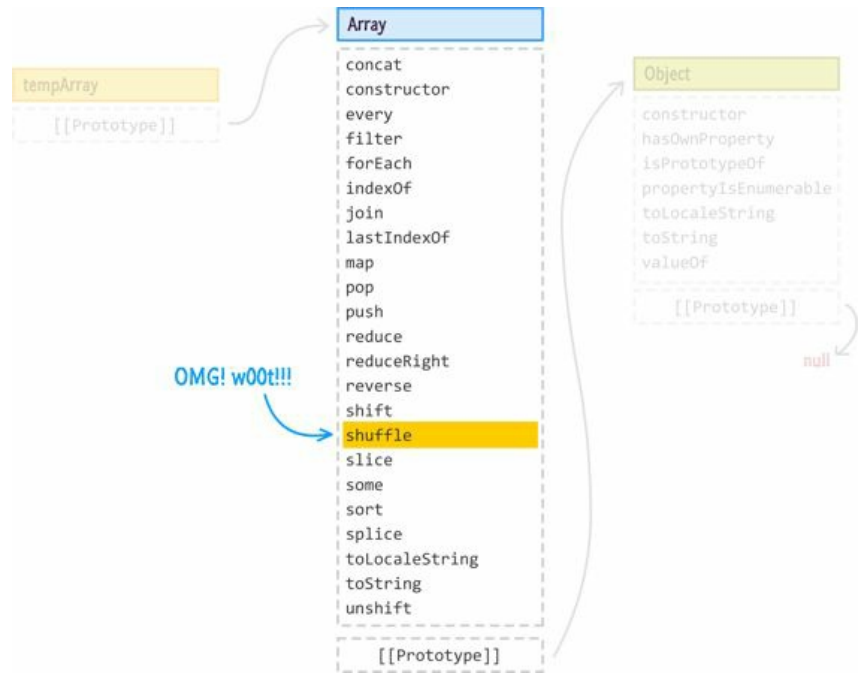 Array
tempArray
[[Prototype]]
concat
constructor
every
filter
forEach
indexOf
join
lastIndexOf
map
pop
push
reduce
reduceRight
reverse
shift
shuffle
slice
some
sort
splice
toLocaleString
toString
unshift
[[Prototype]]
OMG! w00t!!!
Object
constructor
hasOwnProperty
isPrototypeOf
propertyIsEnumerable
toLocaleString
toString
valueOf
[[Prototype]]
null